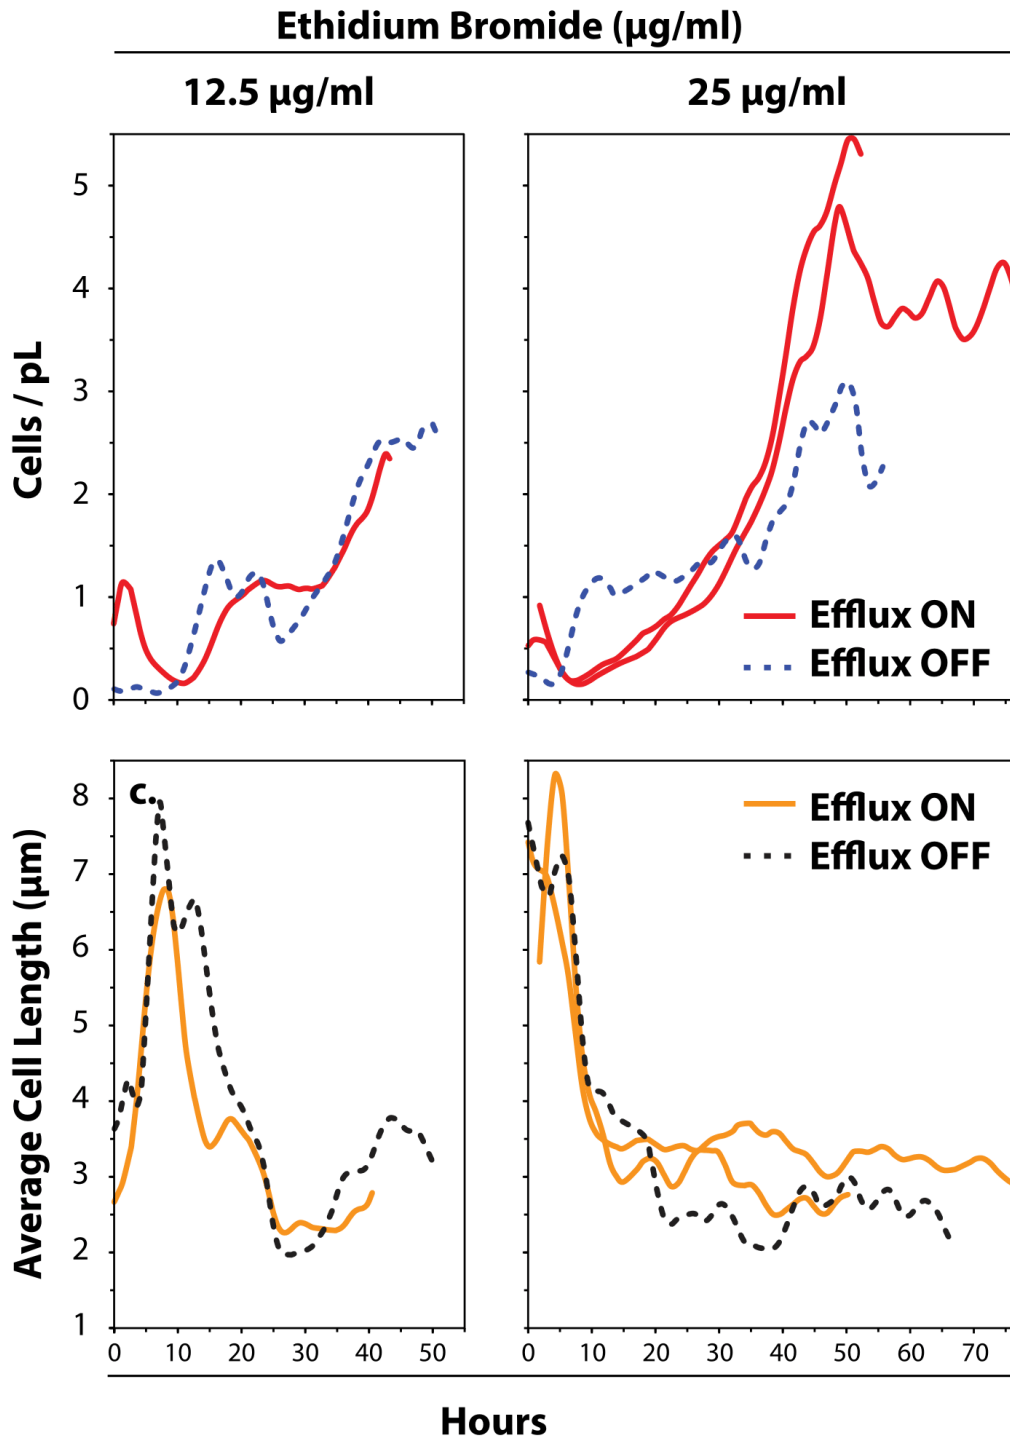 Ethidium Bromide (µg/ml)
12.5 µg/ml
25 µg/ml
Cells / pL
5
4
3
2
1
0
Efflux ON
Efflux OFF
Average Cell Length (µm)
c.
8
7
6
5
4
3
2
1
Efflux ON
Efflux OFF
0 10 20 30 40 50
0 10 20 30 40 50 60 70
Hours